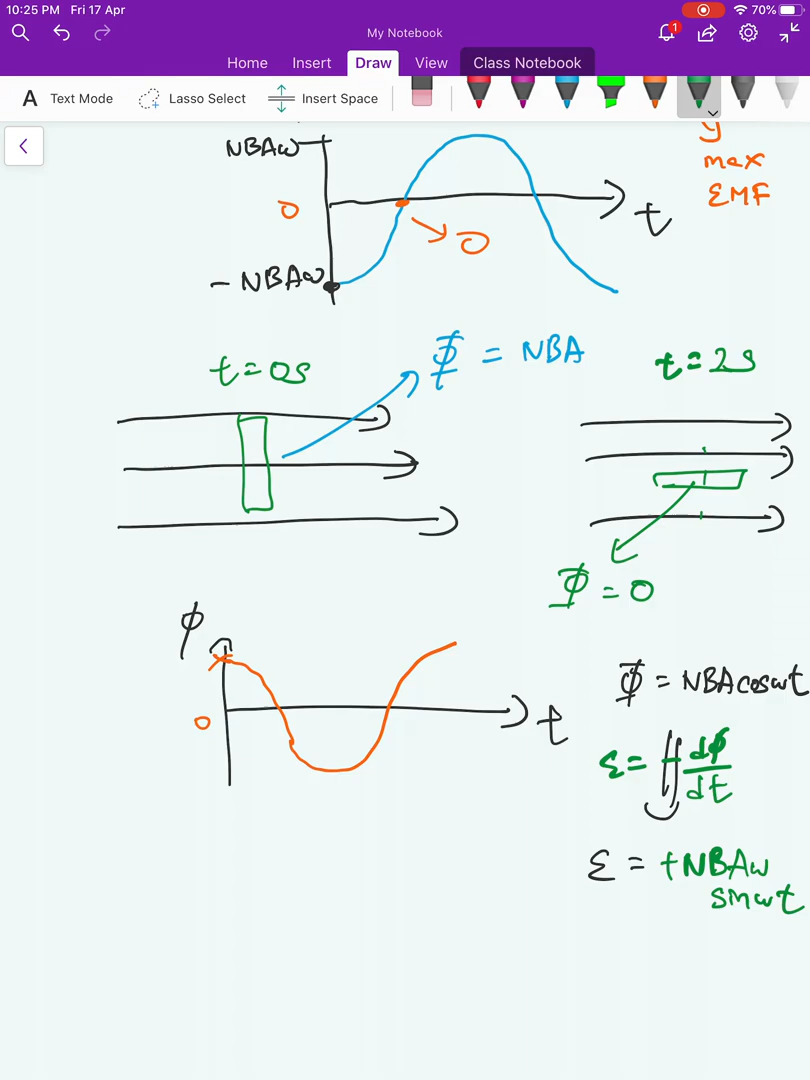 10:25 PM Fri 17 Apr 70%
My Notebook
1
Home Insert Draw View Class Notebook
A Text Mode Lasso Select Insert Space
y
max
EMF
NBAω
0
t
0
- NBAω
t=0s
Φ = NBA
t=2s
Φ = 0
ϕ
0
t
Φ = NBAcosωt
ε = - dϕ/dt
ε = +NBAω
sinωt